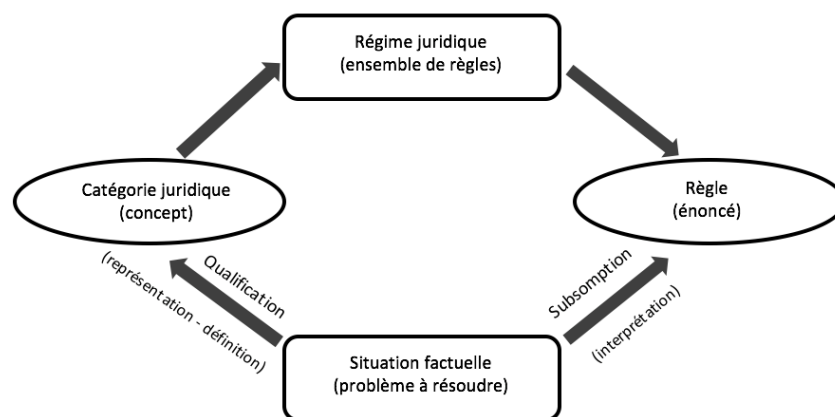 Régime juridique
(ensemble de règles)
Catégorie juridique
(concept)
Règle
(énoncé)
Qualification
(représentation - définition)
Subsomption
(interprétation)
Situation factuelle
(problème à résoudre)